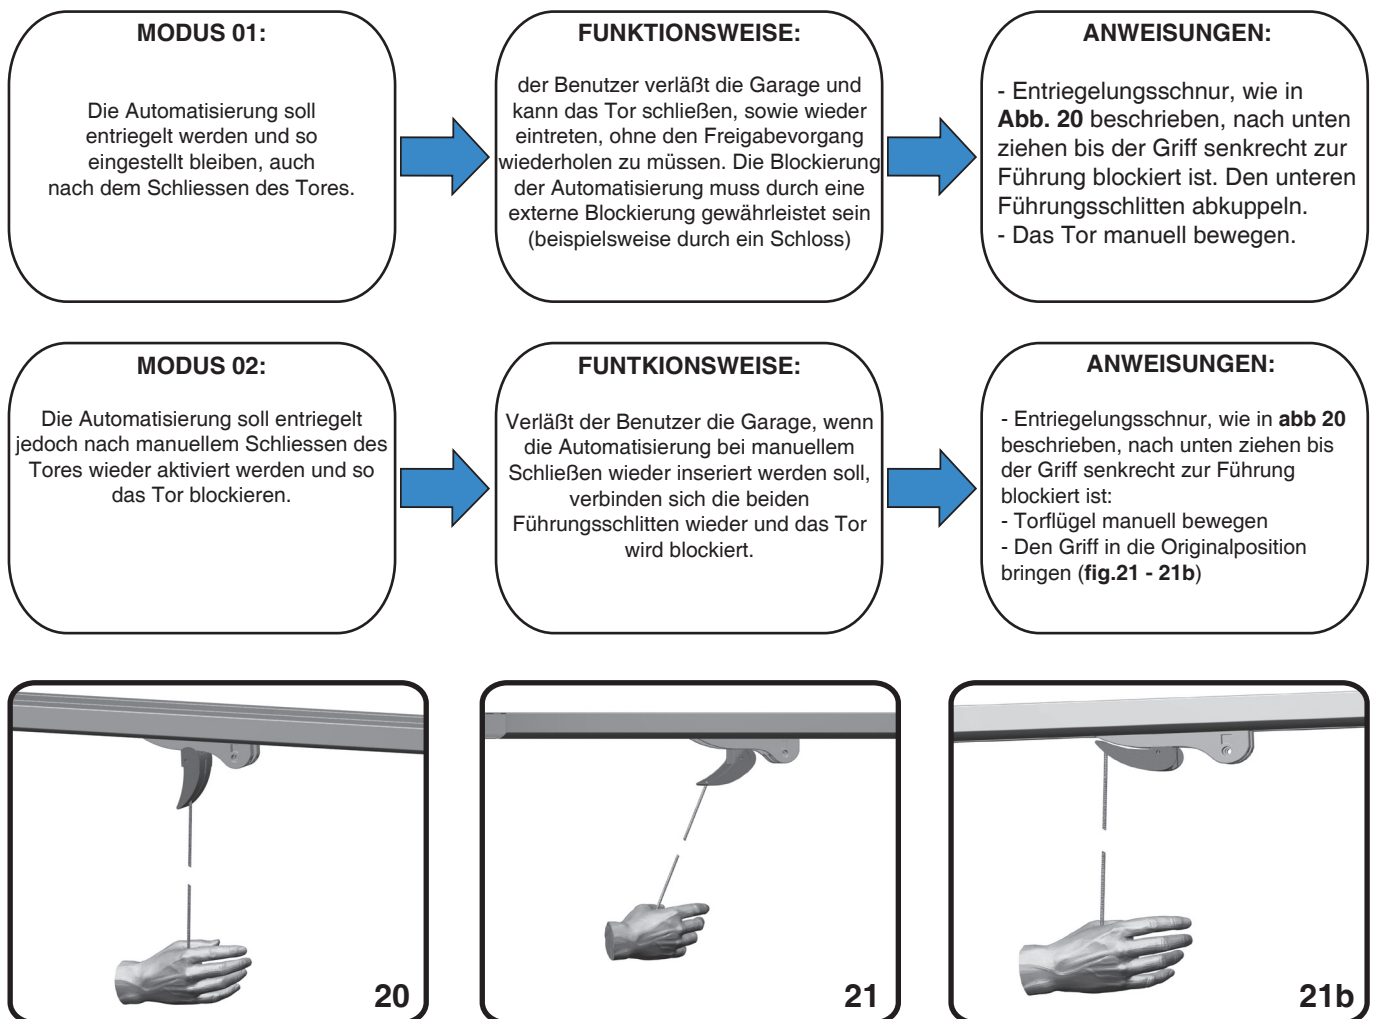 MODUS 01:
Die Automatisierung soll
entriegelt werden und so
eingestellt bleiben, auch
nach dem Schliessen des Tores.
FUNKTIONSWEISE:
der Benutzer verläßt die Garage und
kann das Tor schließen, sowie wieder
eintreten, ohne den Freigabevorgang
wiederholen zu müssen. Die Blockierung
der Automatisierung muss durch eine
externe Blockierung gewährleistet sein
(beispielsweise durch ein Schloss)
ANWEISUNGEN:
- Entriegelungsschnur, wie in
Abb. 20 beschrieben, nach unten
ziehen bis der Griff senkrecht zur
Führung blockiert ist. Den unteren
Führungsschlitten abkuppeln.
- Das Tor manuell bewegen.
MODUS 02:
Die Automatisierung soll entriegelt
jedoch nach manuellem Schliessen des
Tores wieder aktiviert werden und so
das Tor blockieren.
FUNTKIONSWEISE:
Verläßt der Benutzer die Garage, wenn
die Automatisierung bei manuellem
Schließen wieder inseriert werden soll,
verbinden sich die beiden
Führungsschlitten wieder und das Tor
wird blockiert.
ANWEISUNGEN:
- Entriegelungsschnur, wie in abb 20
beschrieben, nach unten ziehen bis
der Griff senkrecht zur Führung
blockiert ist:
- Torflügel manuell bewegen
- Den Griff in die Originalposition
bringen (fig.21 - 21b)
20
21
21b